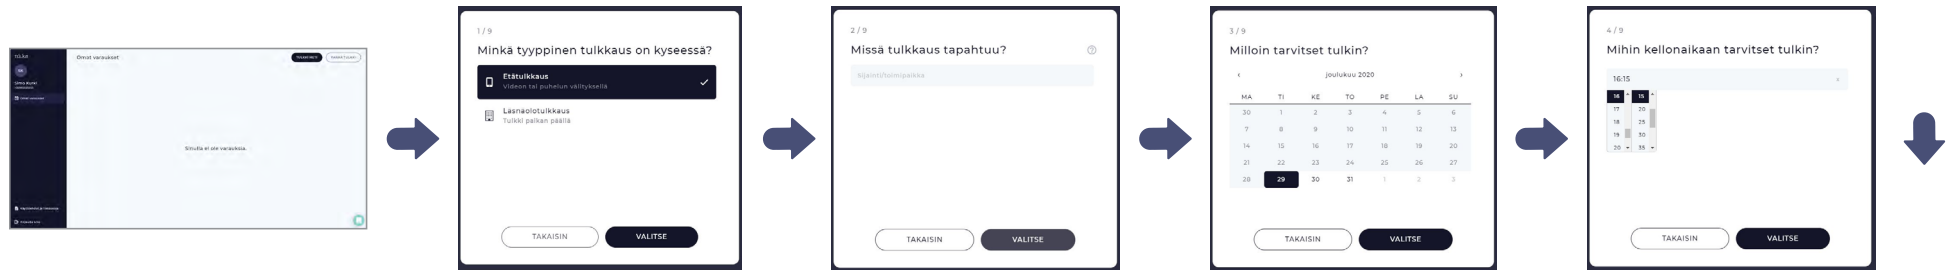 Omat varaukset
Sinulla ei ole varauksia.
1 / 9
Minkä tyyppinen tulkkaus on kyseessä?
Etätulkkaus
Videon tai puhelun välityksellä
Läsnäolotulkkaus
Tulkki paikan päällä
TAKAISIN VALITSE
2 / 9
Missä tulkkaus tapahtuu?
Sijainti/toimipaikka
TAKAISIN VALITSE
3 / 9
Milloin tarvitset tulkin?
‹ joulukuu 2020 ›
MA TI KE TO PE LA SU
30 1 2 3 4 5 6
7 8 9 10 11 12 13
14 15 16 17 18 19 20
21 22 23 24 25 26 27
28 29 30 31 1 2 3
TAKAISIN VALITSE
4 / 9
Mihin kellonaikaan tarvitset tulkin?
16:15 x
16 15
17 20
18 25
19 30
20 35
TAKAISIN VALITSE